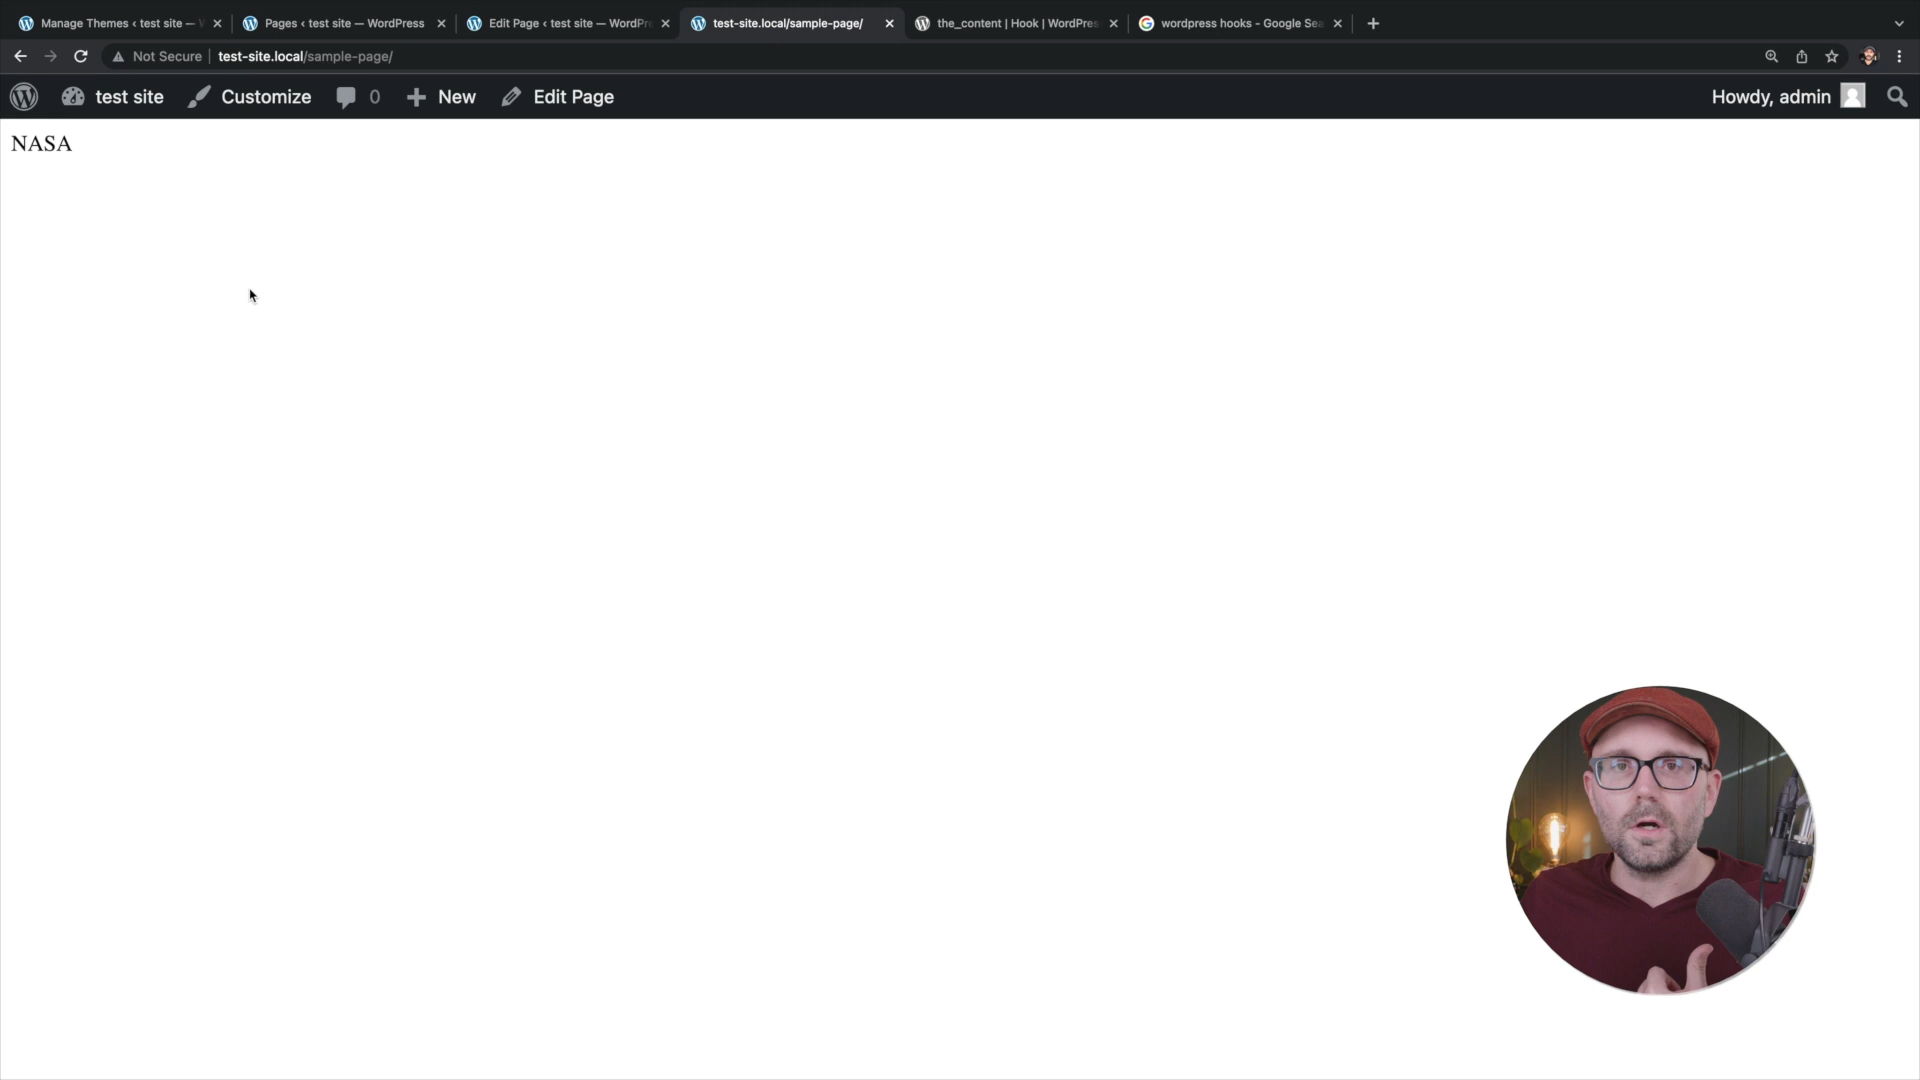 Manage Themes ‹ test site — W
Pages ‹ test site — WordPress
Edit Page ‹ test site — WordPr
test-site.local/sample-page/
the_content | Hook | WordPres
wordpress hooks - Google Sea
Not Secure | test-site.local/sample-page/
test site
Customize
0
New
Edit Page
Howdy, admin
NASA